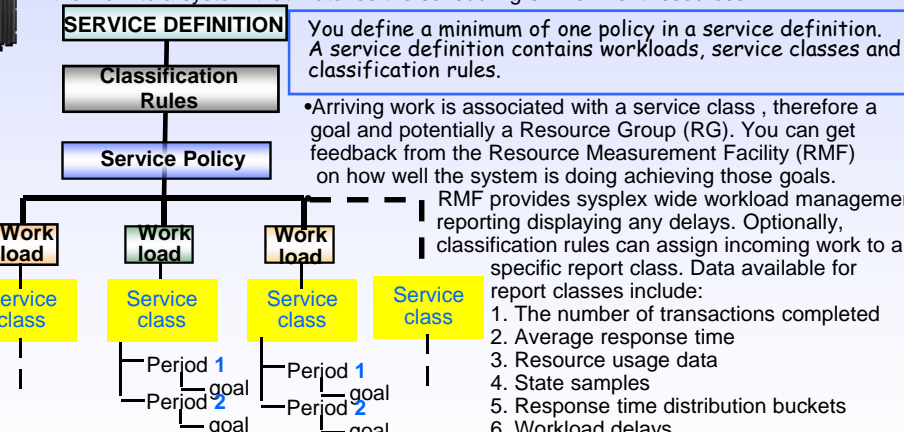 SERVICE DEFINITION
You define a minimum of one policy in a service definition.
A service definition contains workloads, service classes and
classification rules.
Classification
Rules
•Arriving work is associated with a service class , therefore a
goal and potentially a Resource Group (RG). You can get
feedback from the Resource Measurement Facility (RMF)
on how well the system is doing achieving those goals.
Service Policy
RMF provides sysplex wide workload managemen
reporting displaying any delays. Optionally,
classification rules can assign incoming work to a
specific report class. Data available for
report classes include:
1. The number of transactions completed
2. Average response time
3. Resource usage data
4. State samples
5. Response time distribution buckets
6. Workload delays
Work
load
Work
load
Work
load
ervice
class
Service
class
Service
class
Service
class
Period 1
goal
Period 2
goal
Period 1
goal
Period 2
goal